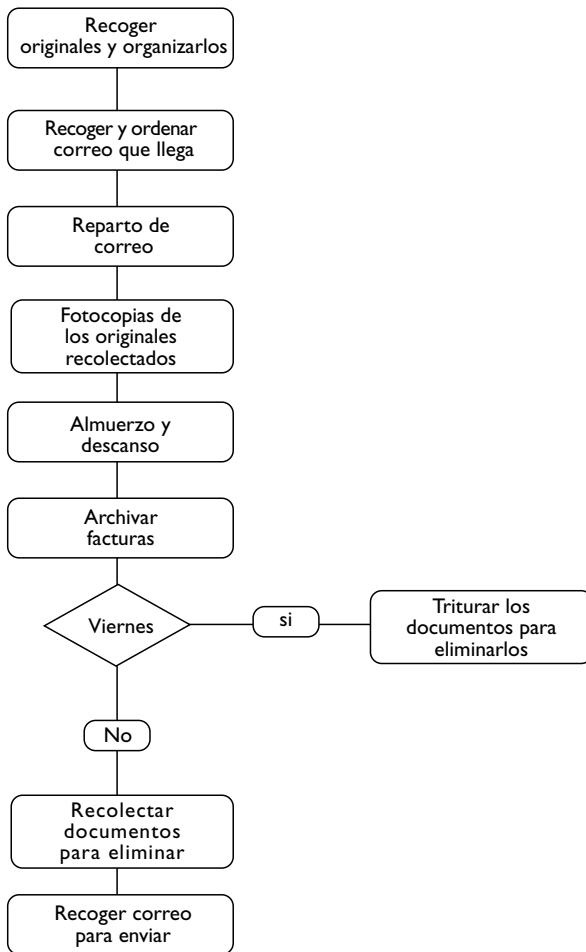 Recoger
originales y organizarlos
Recoger y ordenar
correo que llega
Reparto de
correo
Fotocopias de
los originales
recolectados
Almuerzo y
descanso
Archivar
facturas
Viernes
si
Triturar los
documentos para
eliminarlos
No
Recolectar
documentos
para eliminar
Recoger correo
para enviar